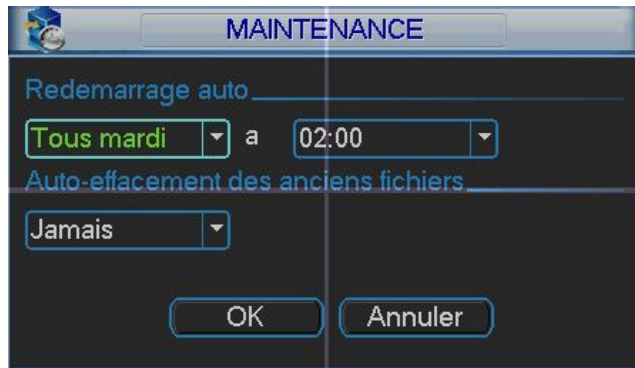 MAINTENANCE
Redemarrage auto
Tous mardi a 02:00
Auto-effacement des anciens fichiers
Jamais
OK Annuler